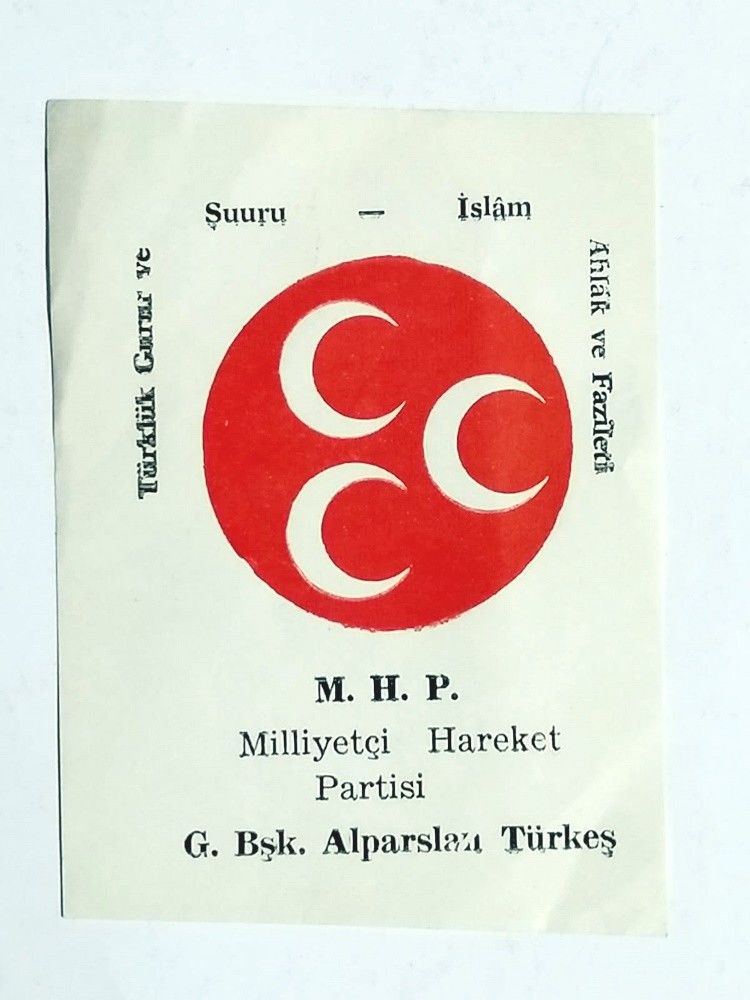 Türklük Gurur ve
Şuuru — İslâm
Ahlâk ve Fazileti
M. H. P.
Milliyetçi Hareket
Partisi
G. Bşk. Alparslan Türkeş